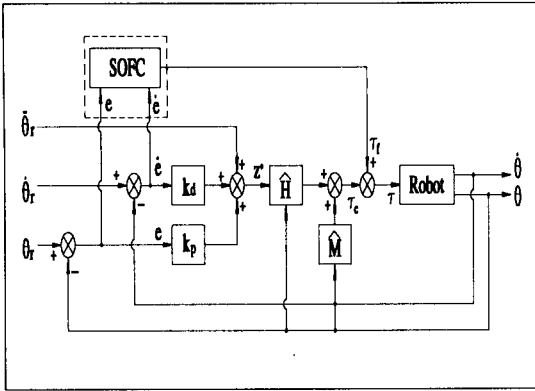 SOFC
e ė
θ̈r
τf
+ +
θ̇r + ė kd + z* Ĥ + + τc τ Robot θ̇
θ
- + + +
θr + e kp M̂
-